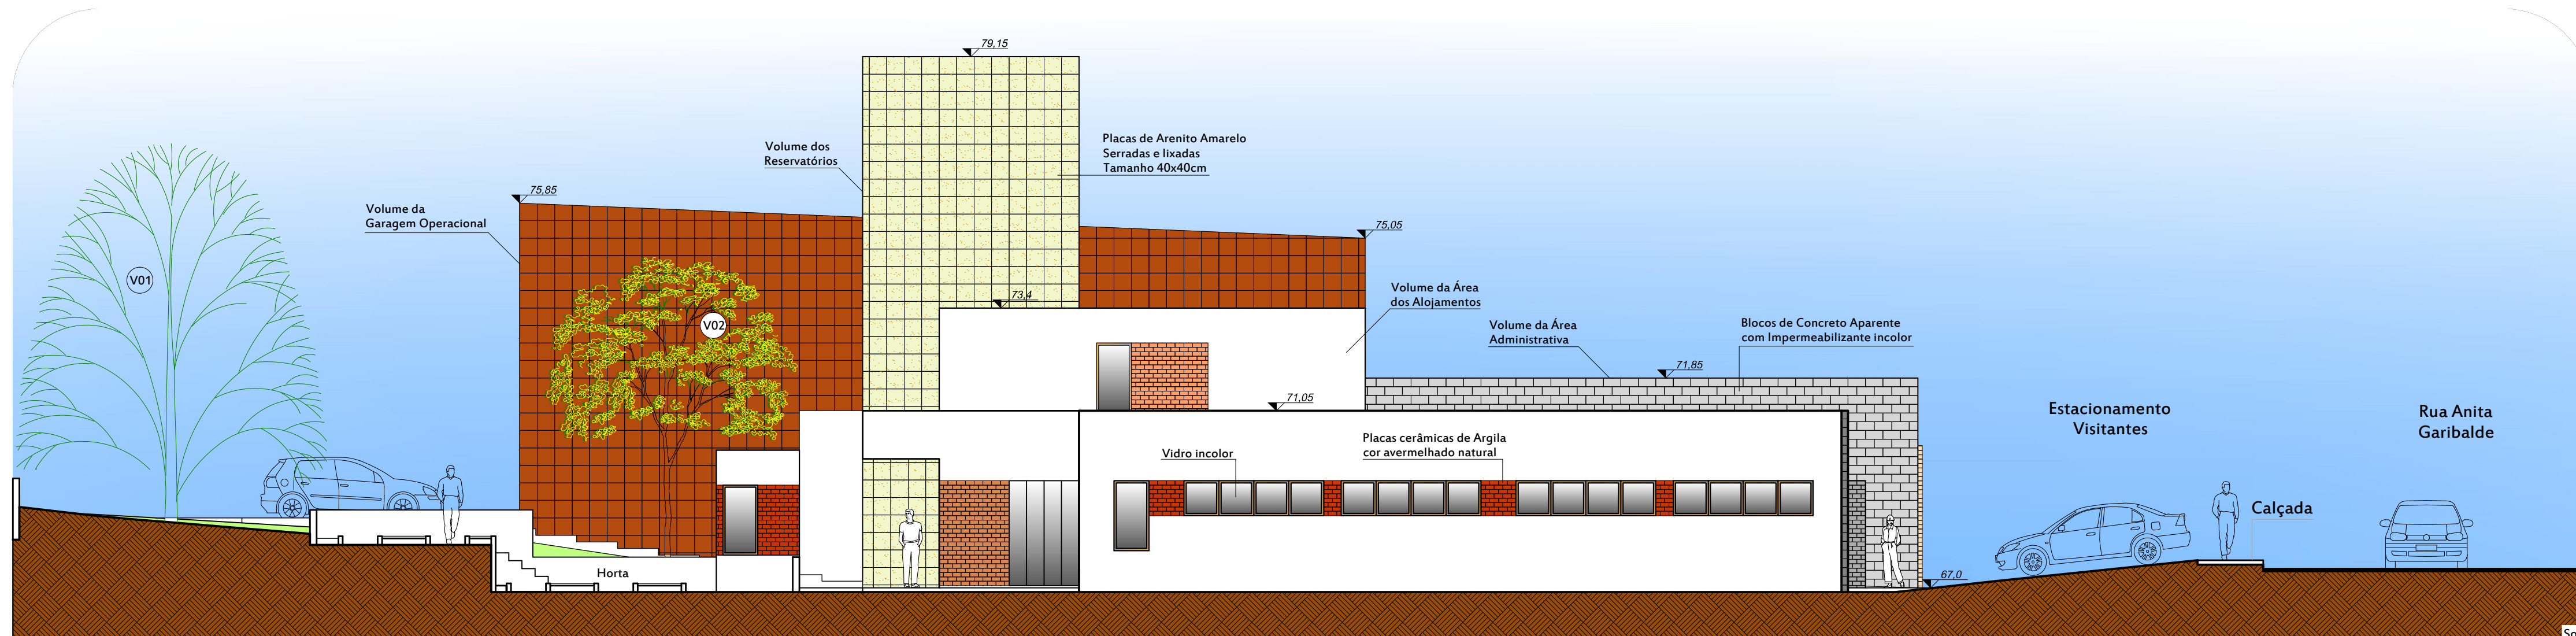 79,15
Volume dos
Reservatórios
Placas de Arenito Amarelo
Serradas e lixadas
Tamanho 40x40cm
75,85
Volume da
Garagem Operacional
75,05
V01
Volume da Área
dos Alojamentos
73,4
V02
Volume da Área
Administrativa
Blocos de Concreto Aparente
com Impermeabilizante incolor
71,85
71,05
Estacionamento
Visitantes
Rua Anita
Garibalde
Placas cerâmicas de Argila
cor avermelhado natural
Vidro incolor
Calçada
Horta
67,0